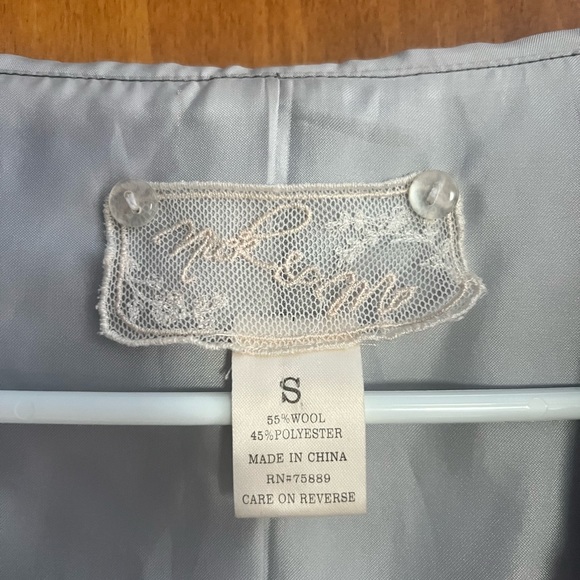 S
55%WOOL
45%POLYESTER
MADE IN CHINA
RN#75889
CARE ON REVERSE